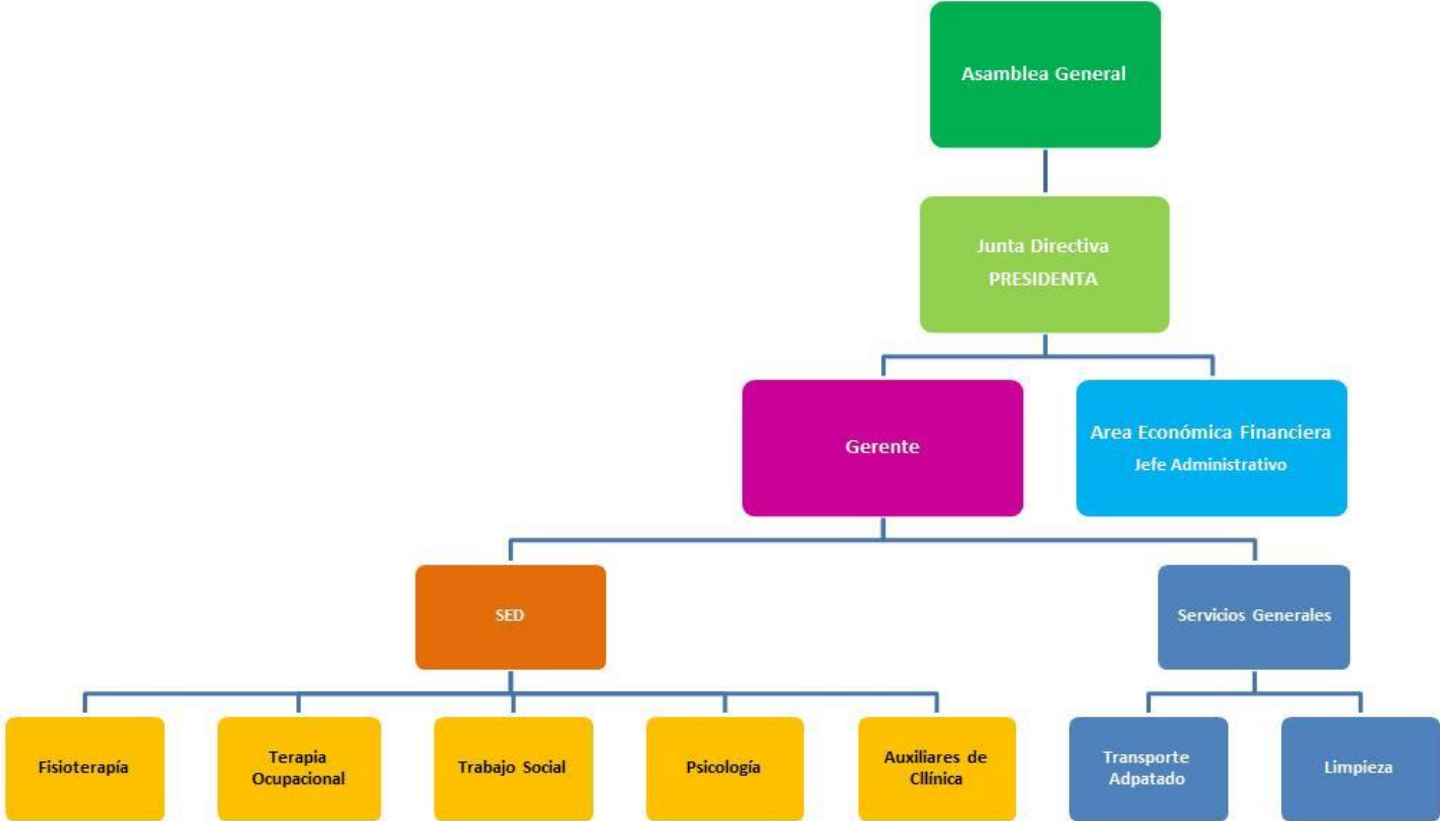 Asamblea General
Junta Directiva
PRESIDENTA
Gerente
Area Económica Financiera
Jefe Administrativo
SED
Servicios Generales
Fisioterapía
Terapia
Ocupacional
Trabajo Social
Psicología
Auxiliares de
Cllínica
Transporte
Adpatado
Limpieza